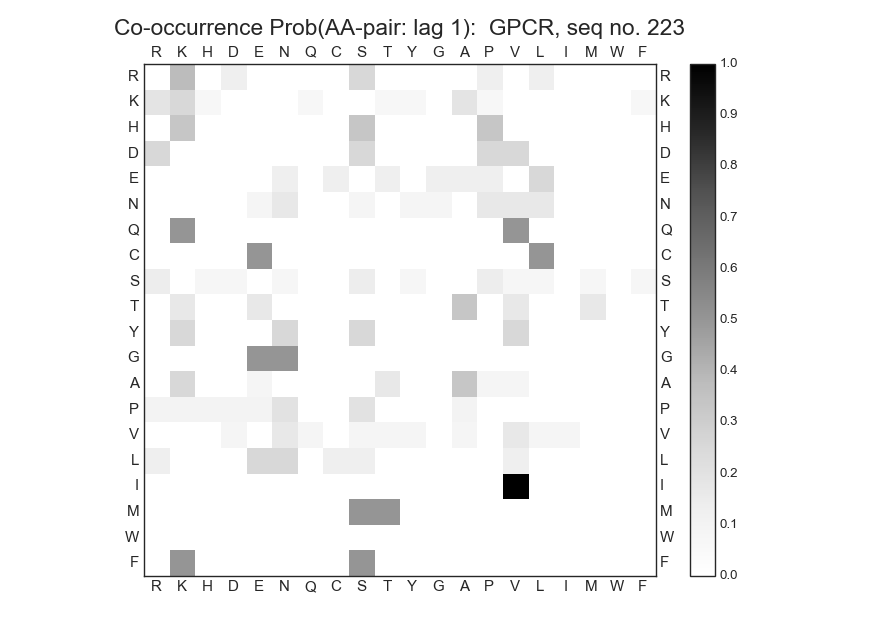 Co-occurrence Prob(AA-pair: lag 1):  GPCR, seq no. 223
R K H D E N Q C S T Y G A P V L I M W F
1.0
R R
K K
0.9
H H
D D
0.8
E E
0.7
N N
Q Q
0.6
C C
S S
0.5
T T
Y Y
0.4
G G
A A
0.3
P P
V V
0.2
L L
I I
0.1
M M
W W
F F
0.0
R K H D E N Q C S T Y G A P V L I M W F